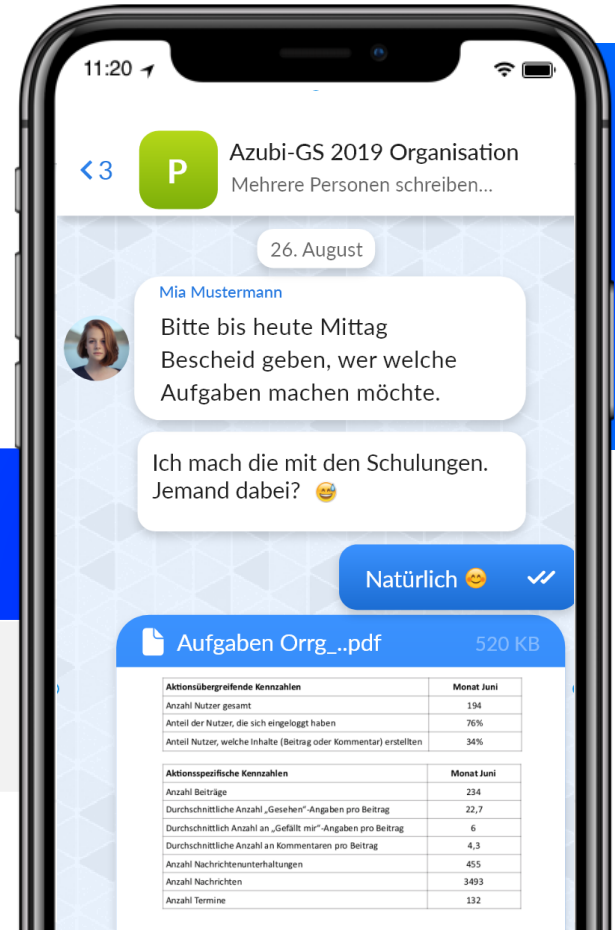 11:20
3
P
Azubi-GS 2019 Organisation
Mehrere Personen schreiben...
26. August
Mia Mustermann
Bitte bis heute Mittag
Bescheid geben, wer welche
Aufgaben machen möchte.
Ich mach die mit den Schulungen.
Jemand dabei? 😅
Natürlich 😊
Aufgaben Orrg_..pdf 520 KB
Aktionsübergreifende Kennzahlen Monat Juni
Anzahl Nutzer gesamt 194
Anteil der Nutzer, die sich eingeloggt haben 76%
Anteil Nutzer, welche Inhalte (Beitrag oder Kommentar) erstellten 34%
Aktionsspezifische Kennzahlen Monat Juni
Anzahl Beiträge 234
Durchschnittliche Anzahl „Gesehen“-Angaben pro Beitrag 22,7
Durchschnittlich Anzahl an „Gefällt mir“-Angaben pro Beitrag 6
Durchschnittliche Anzahl an Kommentaren pro Beitrag 4,3
Anzahl Nachrichtenunterhaltungen 455
Anzahl Nachrichten 3493
Anzahl Termine 132